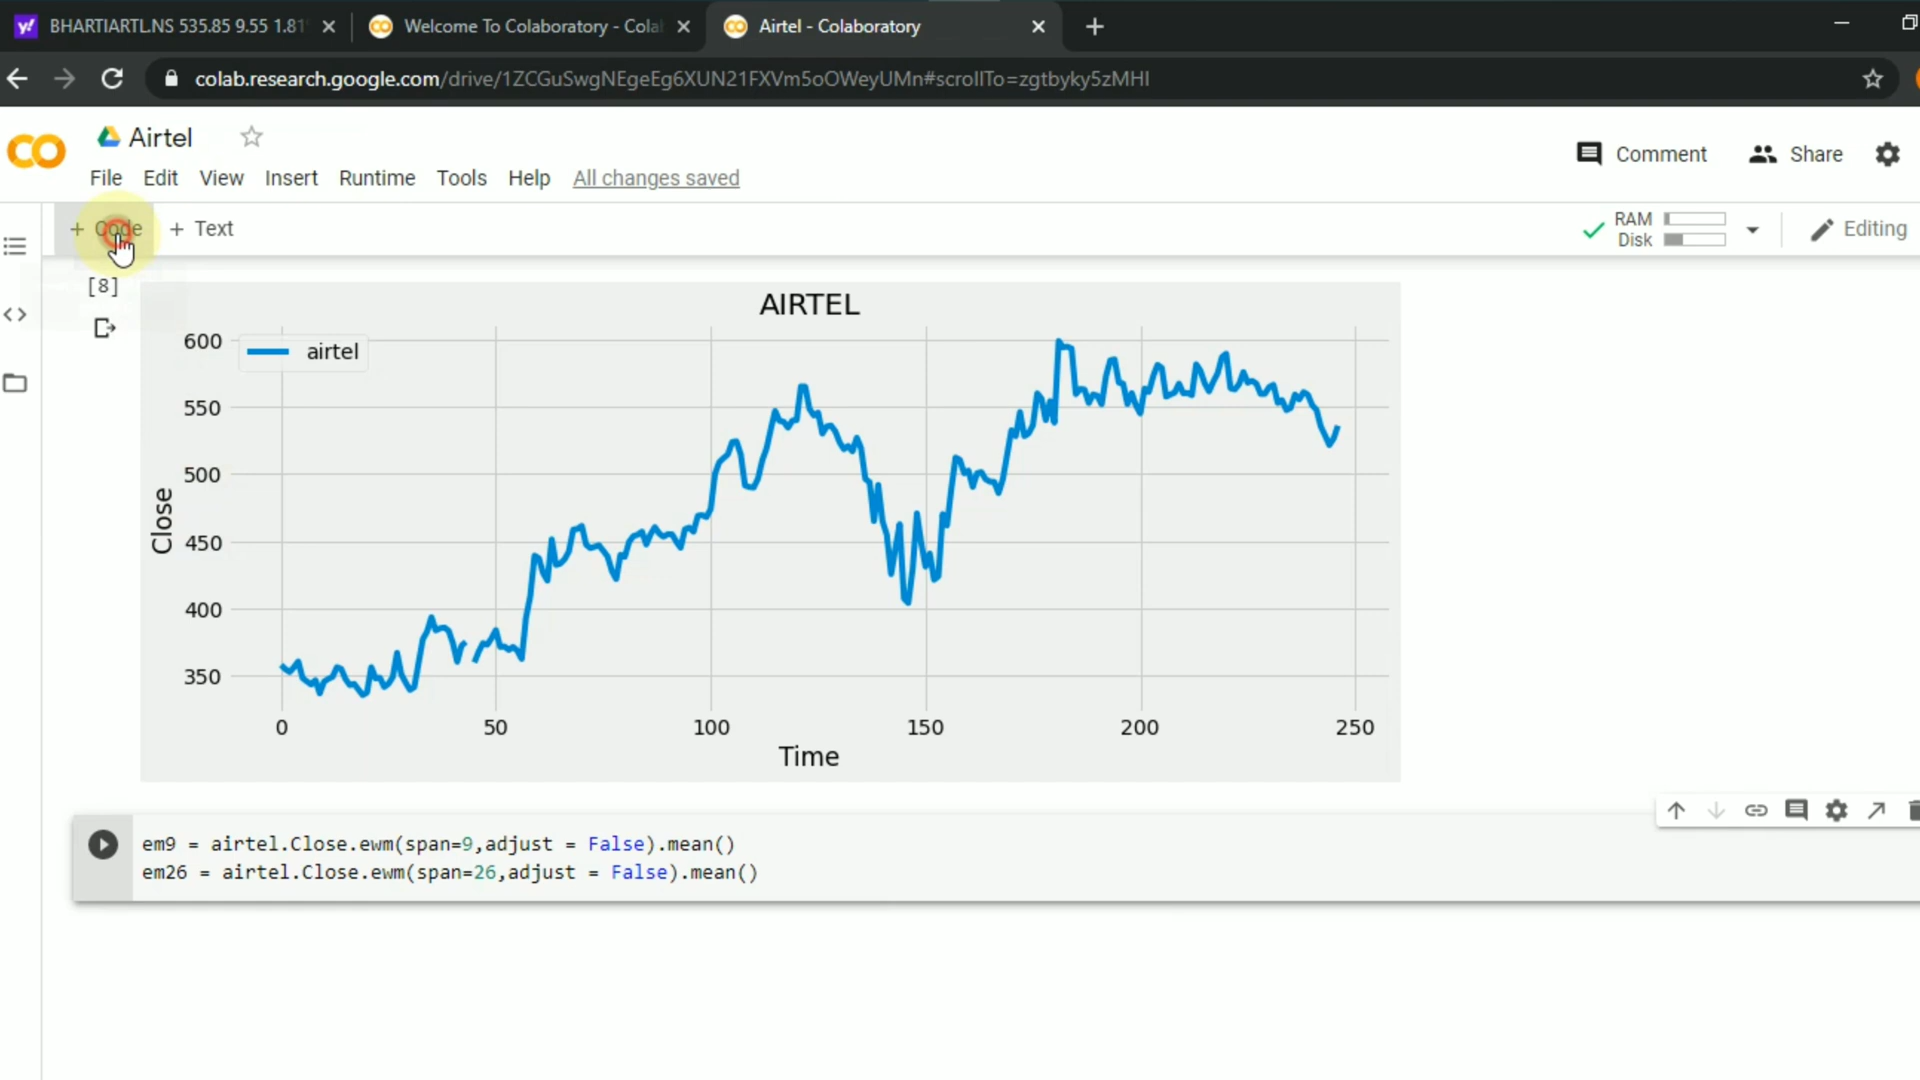 BHARTIARTL.NS 535.85 9.55 1.81
Welcome To Colaboratory - Cola
Airtel - Colaboratory
colab.research.google.com/drive/1ZCGuSwgNEgeEg6XUN21FXVm5oOWeyUMn#scrollTo=zgtbyky5zMHI
Airtel
Comment
Share
File Edit View Insert Runtime Tools Help All changes saved
+ Code + Text
RAM
Disk
Editing
[8]
AIRTEL
airtel
600
550
500
450
400
350
Close
0 50 100 150 200 250
Time
em9 = airtel.Close.ewm(span=9,adjust = False).mean()
em26 = airtel.Close.ewm(span=26,adjust = False).mean()